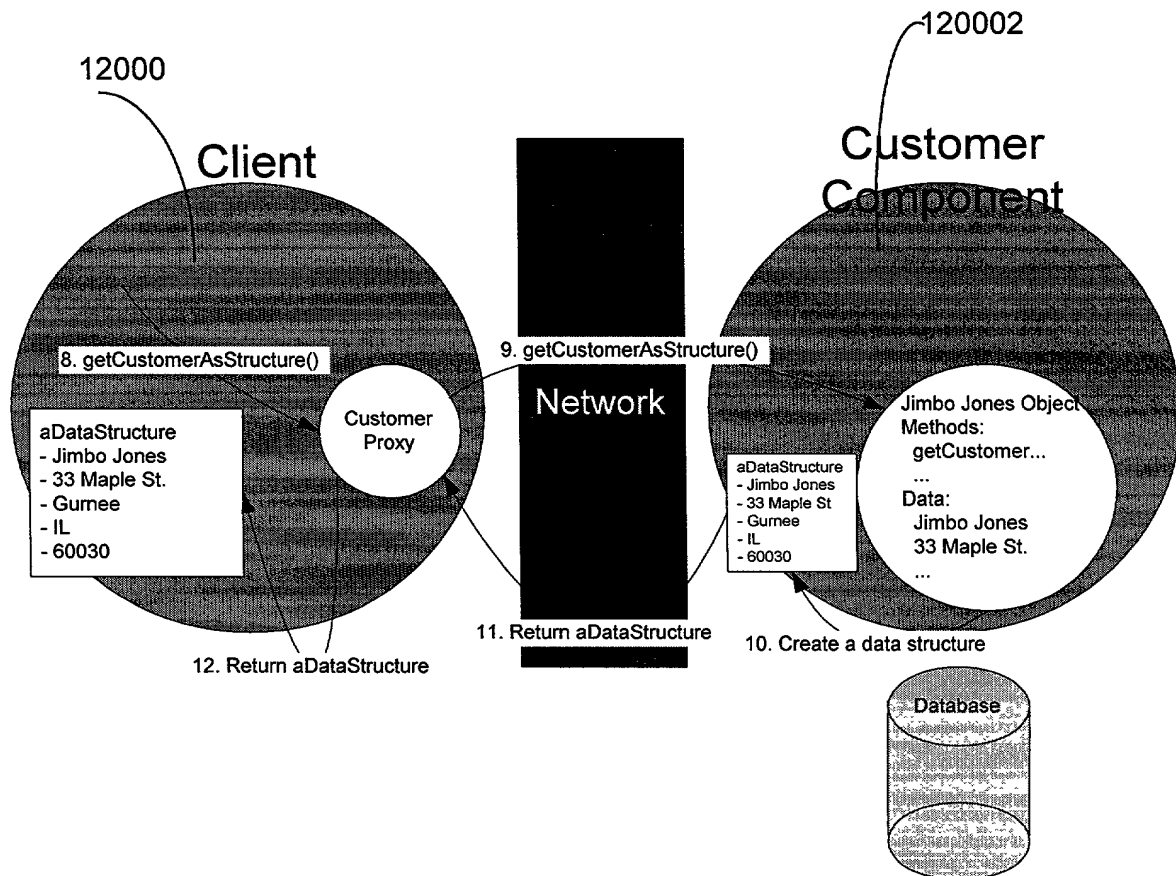 120002
12000
Client
Customer
Component
8. getCustomerAsStructure()
9. getCustomerAsStructure()
Network
Customer
Proxy
aDataStructure
- Jimbo Jones
- 33 Maple St.
- Gurnee
- IL
- 60030
Jimbo Jones Object
Methods:
getCustomer...
...
Data:
Jimbo Jones
33 Maple St.
...
aDataStructure
- Jimbo Jones
- 33 Maple St
- Gurnee
- IL
- 60030
11. Return aDataStructure
10. Create a data structure
12. Return aDataStructure
Database